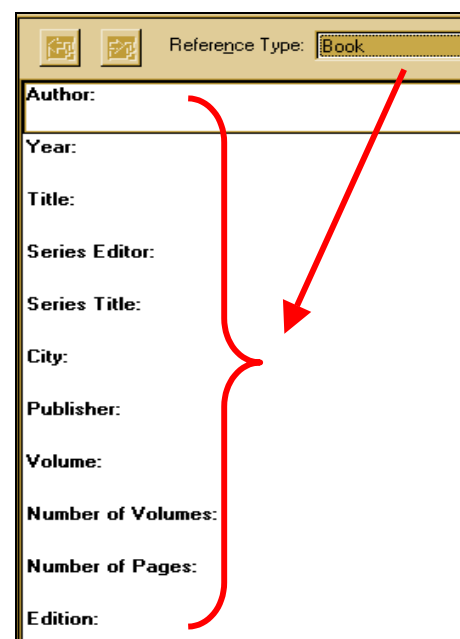 Reference Type: Book
Author:
Year:
Title:
Series Editor:
Series Title:
City:
Publisher:
Volume:
Number of Volumes:
Number of Pages:
Edition: